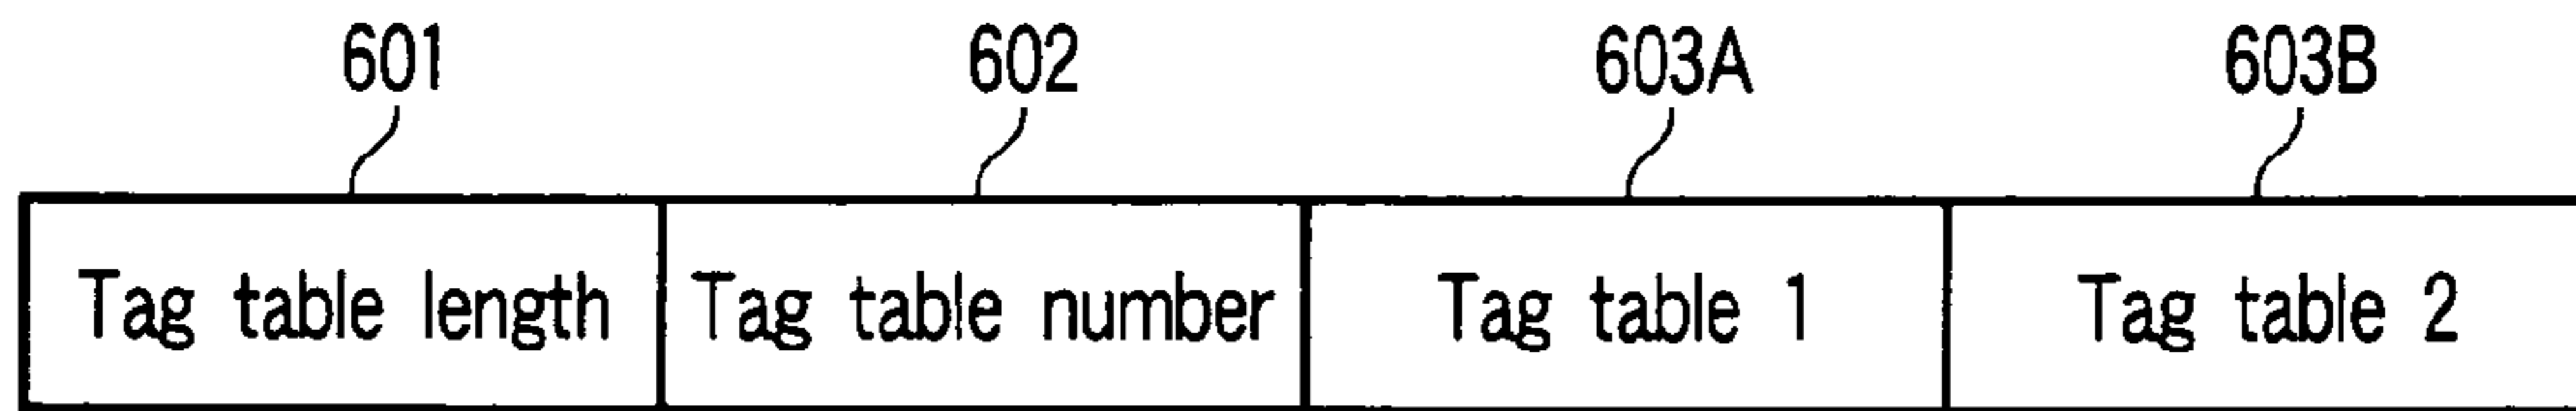 601 602 603A 603B
Tag table length Tag table number Tag table 1 Tag table 2